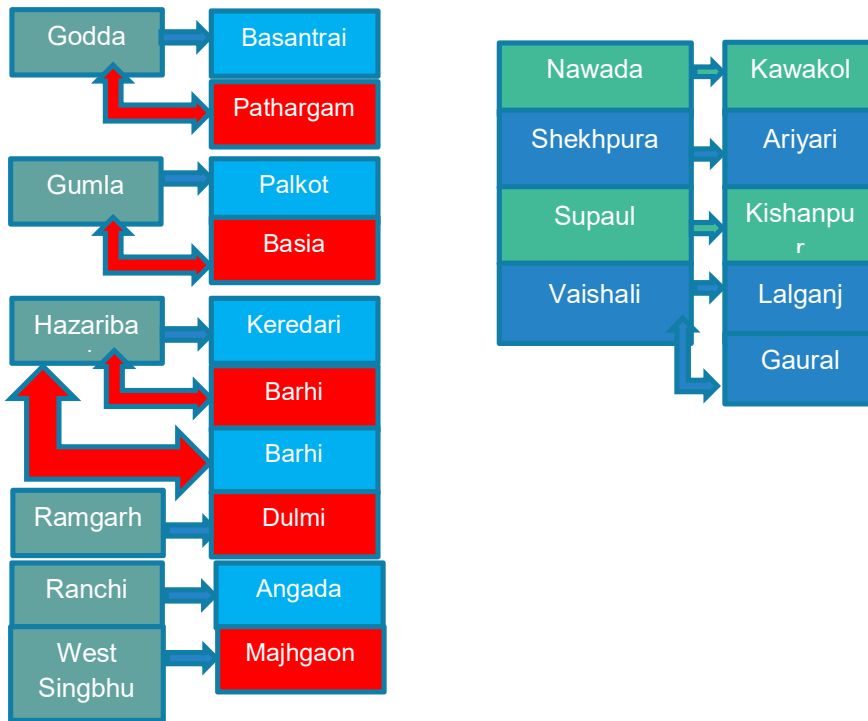 Godda
Basantrai
Pathargam
Gumla
Palkot
Basia
Hazariba
Keredari
Barhi
Barhi
Ramgarh
Dulmi
Ranchi
Angada
West
Singbhu
Majhgaon
Nawada
Kawakol
Shekhpura
Ariyari
Supaul
Kishanpu
r
Vaishali
Lalganj
Gaural